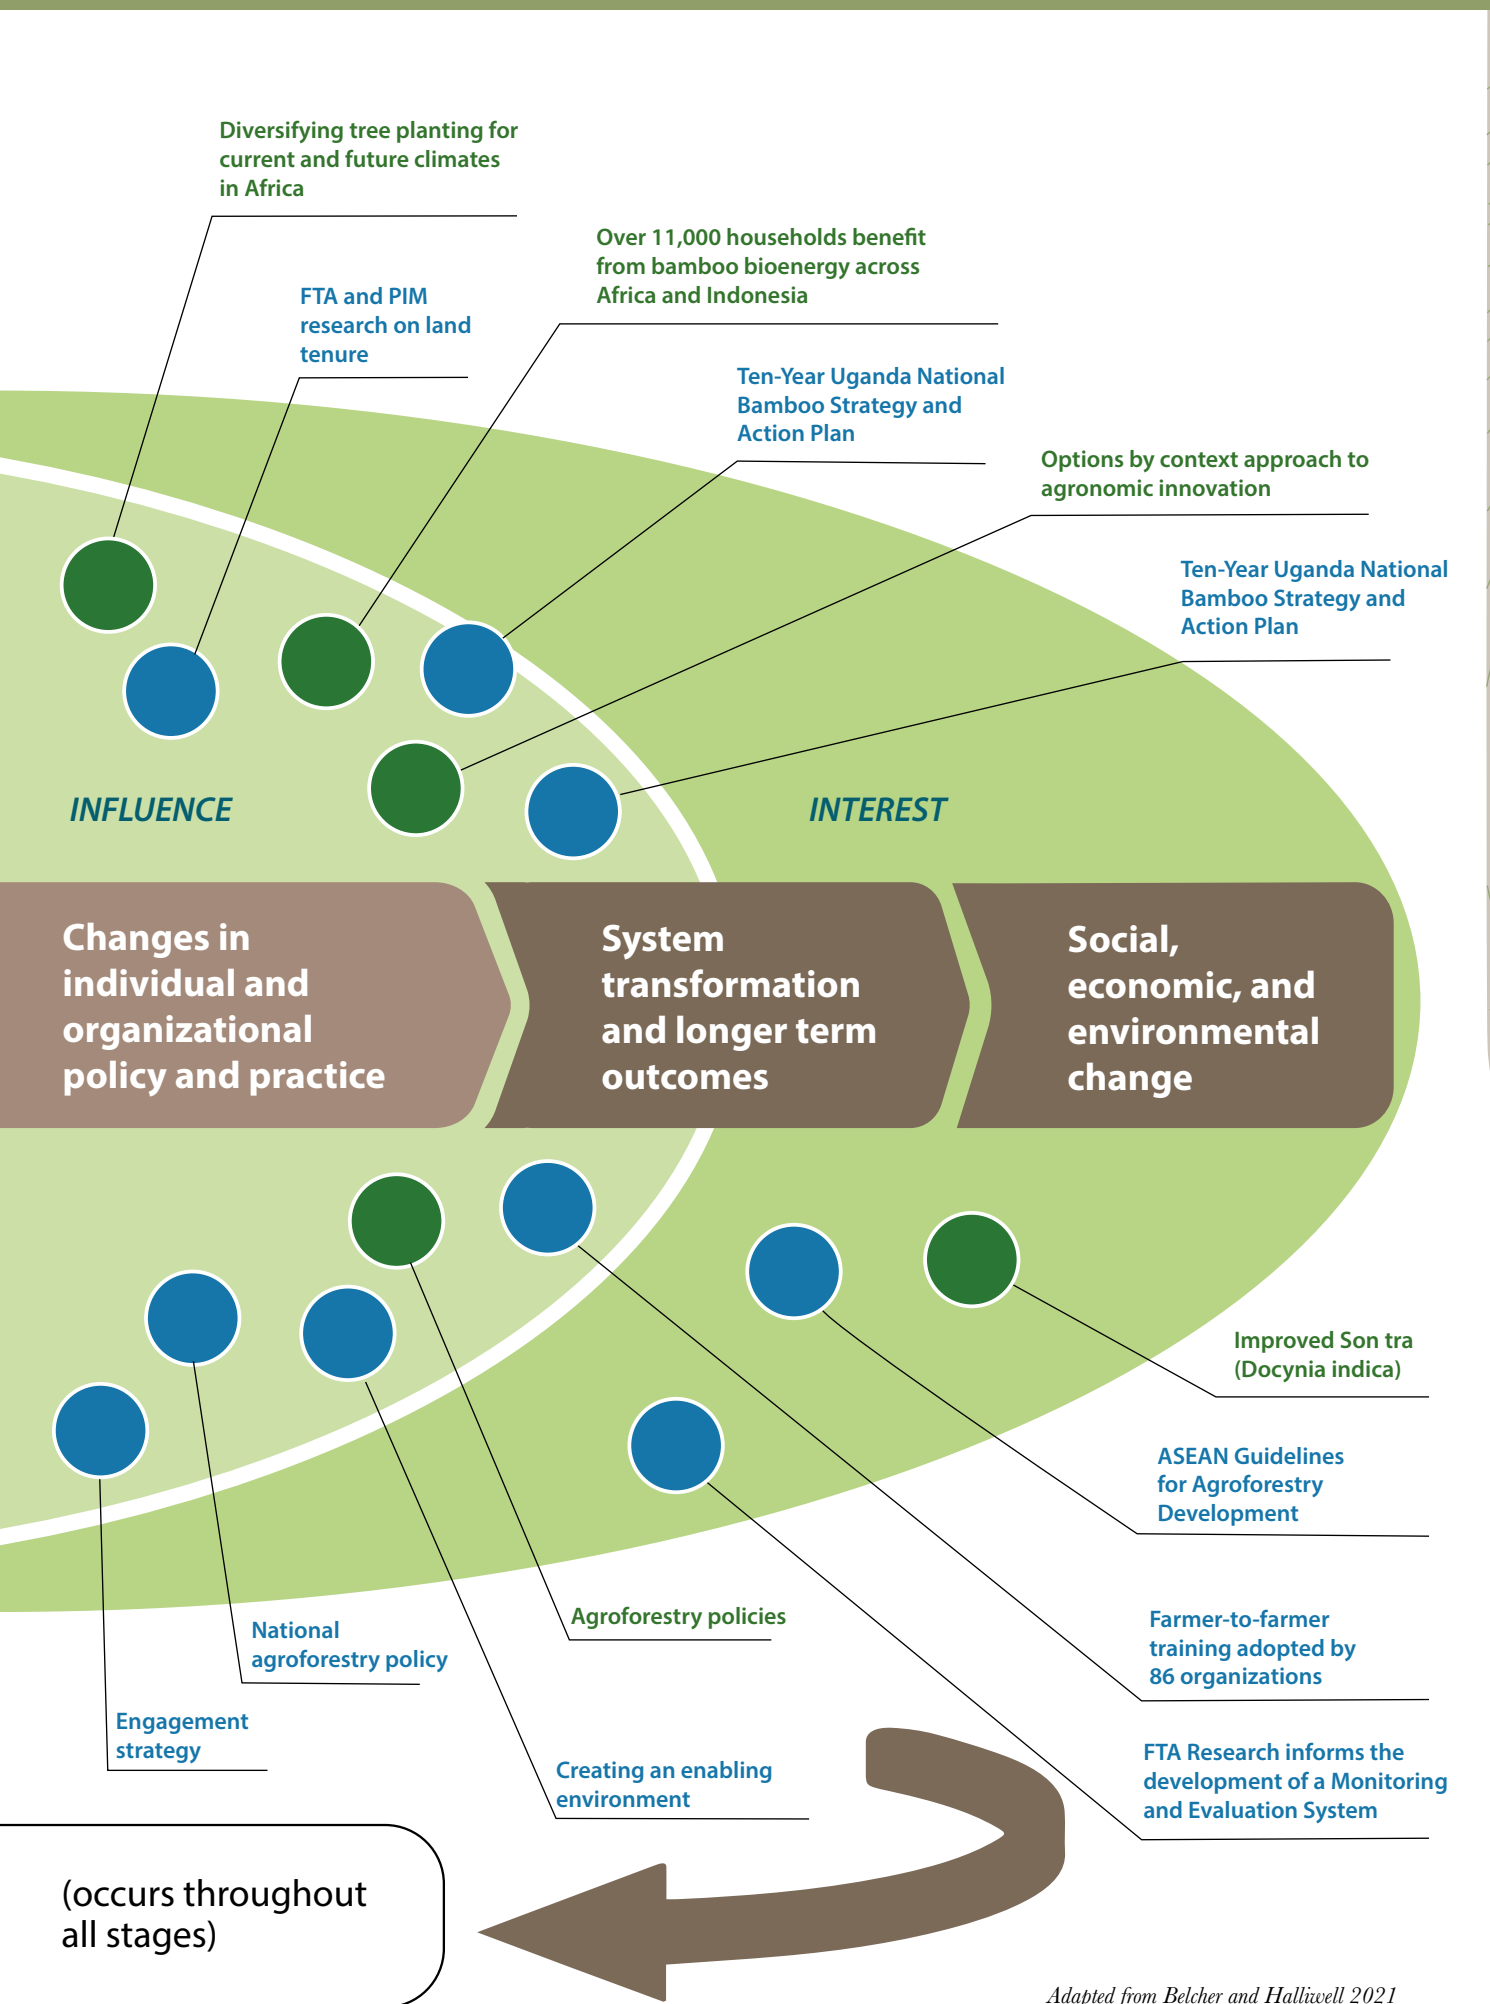 Diversifying tree planting for
current and future climates
in Africa
Over 11,000 households benefit
from bamboo bioenergy across
Africa and Indonesia
FTA and PIM
research on land
tenure
Ten-Year Uganda National
Bamboo Strategy and
Action Plan
Options by context approach to
agronomic innovation
Ten-Year Uganda National
Bamboo Strategy and
Action Plan
INFLUENCE
INTEREST
Changes in
individual and
organizational
policy and practice
System
transformation
and longer term
outcomes
Social,
economic, and
environmental
change
Improved Son tra
(Docynia indica)
ASEAN Guidelines
for Agroforestry
Development
Agroforestry policies
Farmer-to-farmer
training adopted by
86 organizations
National
agroforestry policy
Engagement
strategy
Creating an enabling
environment
FTA Research informs the
development of a Monitoring
and Evaluation System
(occurs throughout
all stages)
Adapted from Belcher and Halliwell 2021